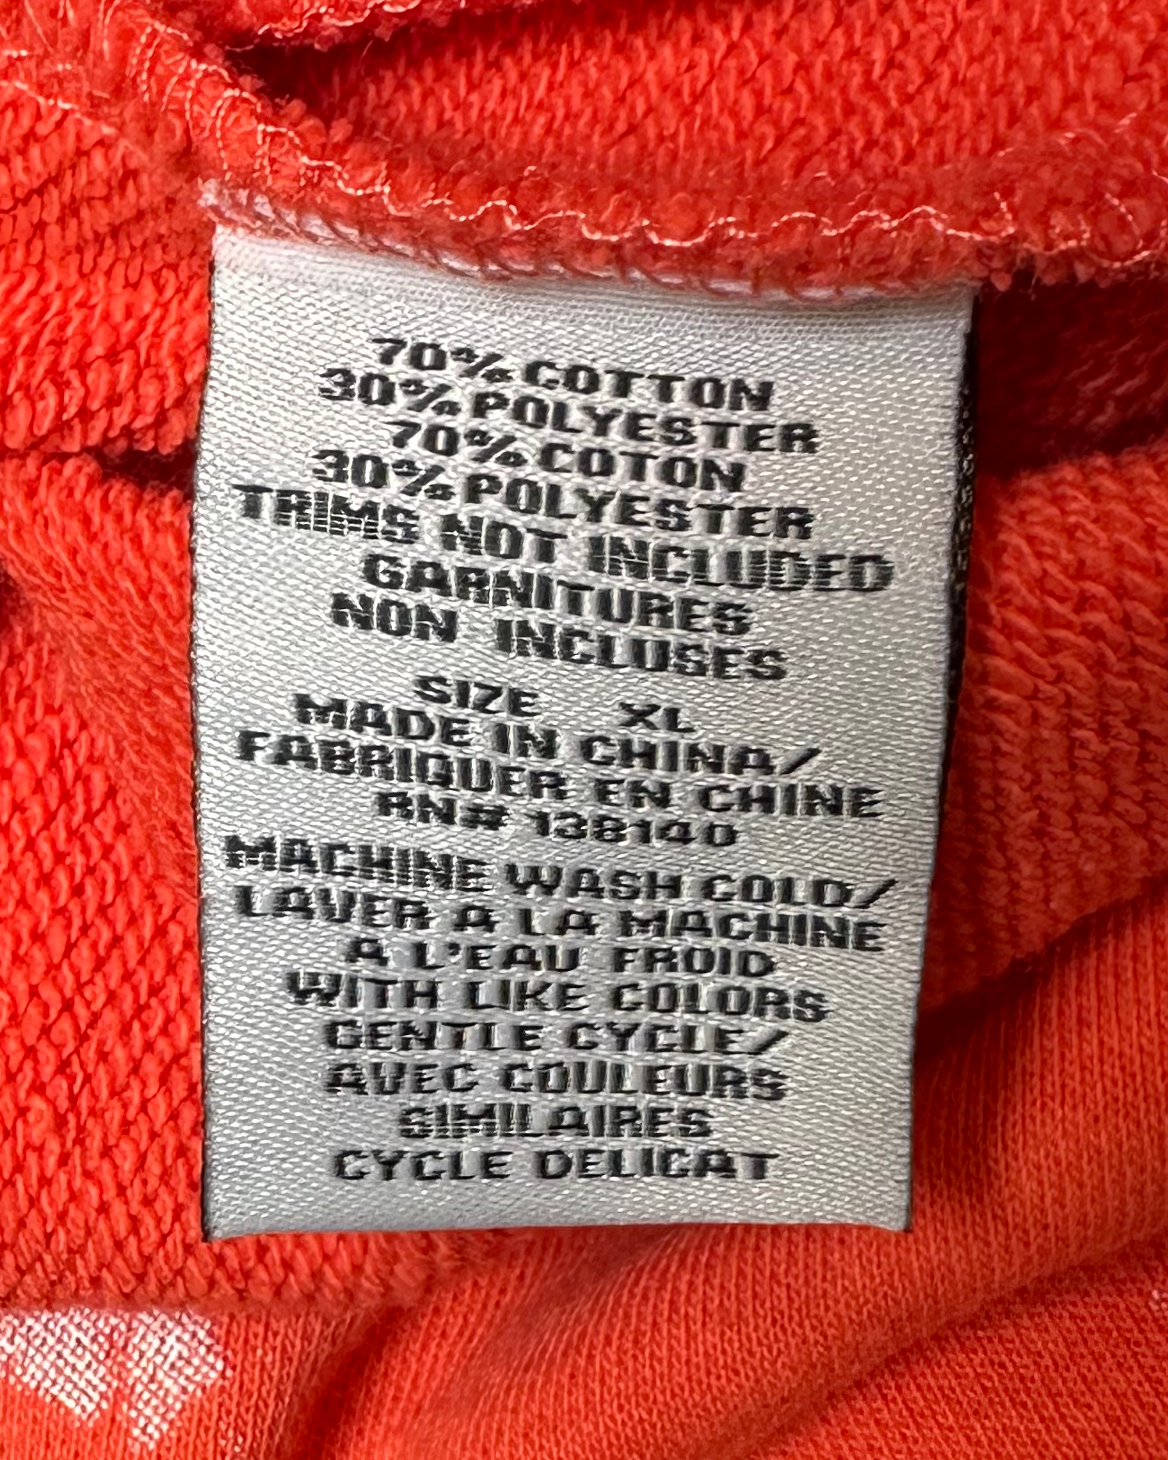 70% COTTON
30% POLYESTER
70% COTON
30% POLYESTER
TRIMS NOT INCLUDED
GARNITURES
NON INCLUSES
SIZE XL
MADE IN CHINA/
FABRIQUER EN CHINE
RN# 138140
MACHINE WASH COLD/
LAVER A LA MACHINE
A L'EAU FROID
WITH LIKE COLORS
GENTLE CYCLE/
AVEC COULEURS
SIMILAIRES
CYCLE DELICAT